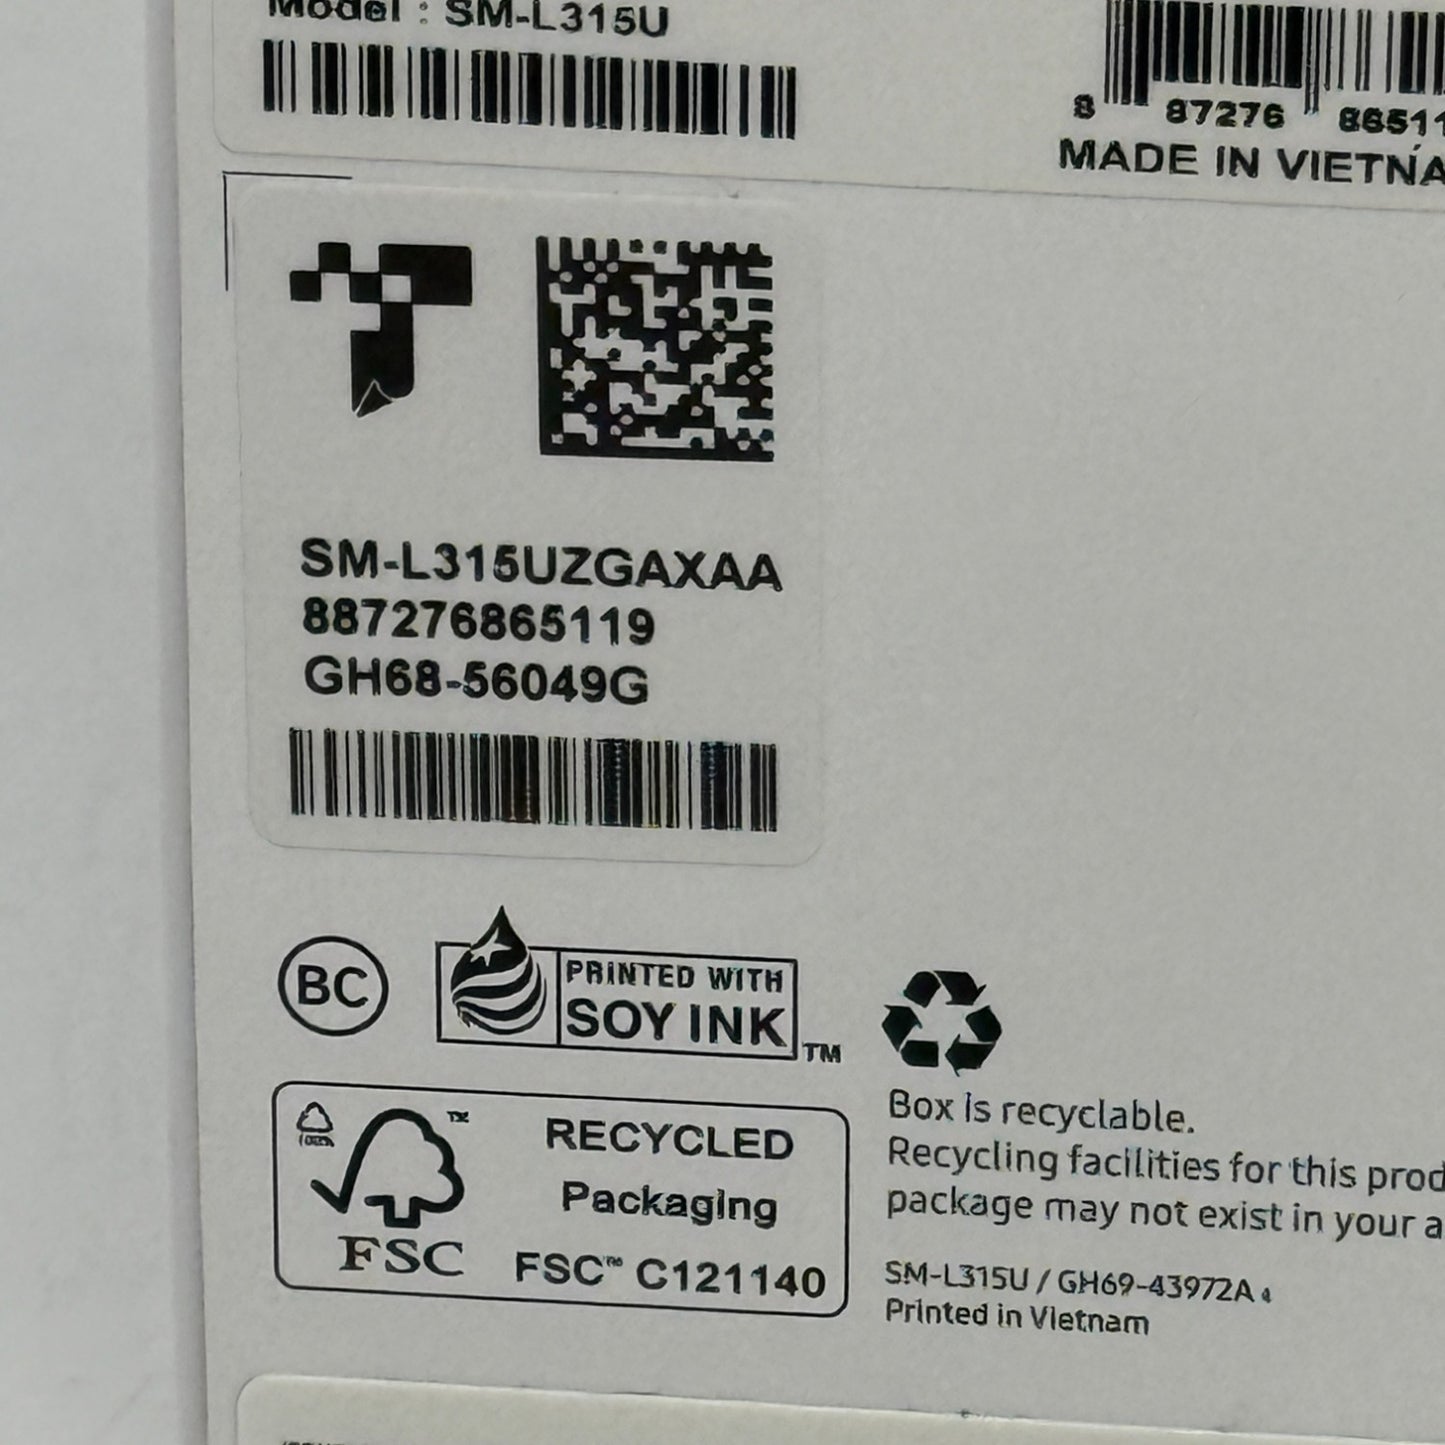 Model : SM-L315U
8 87276 86511
MADE IN VIETNA
SM-L315UZGAXAA
887276865119
GH68-56049G
BC
PRINTED WITH
SOY INK
TM
Box is recyclable.
Recycling facilities for this prod
package may not exist in your a
SM-L315U / GH69-43972A
Printed in Vietnam
TM
FSC
RECYCLED
Packaging
FSC™ C121140